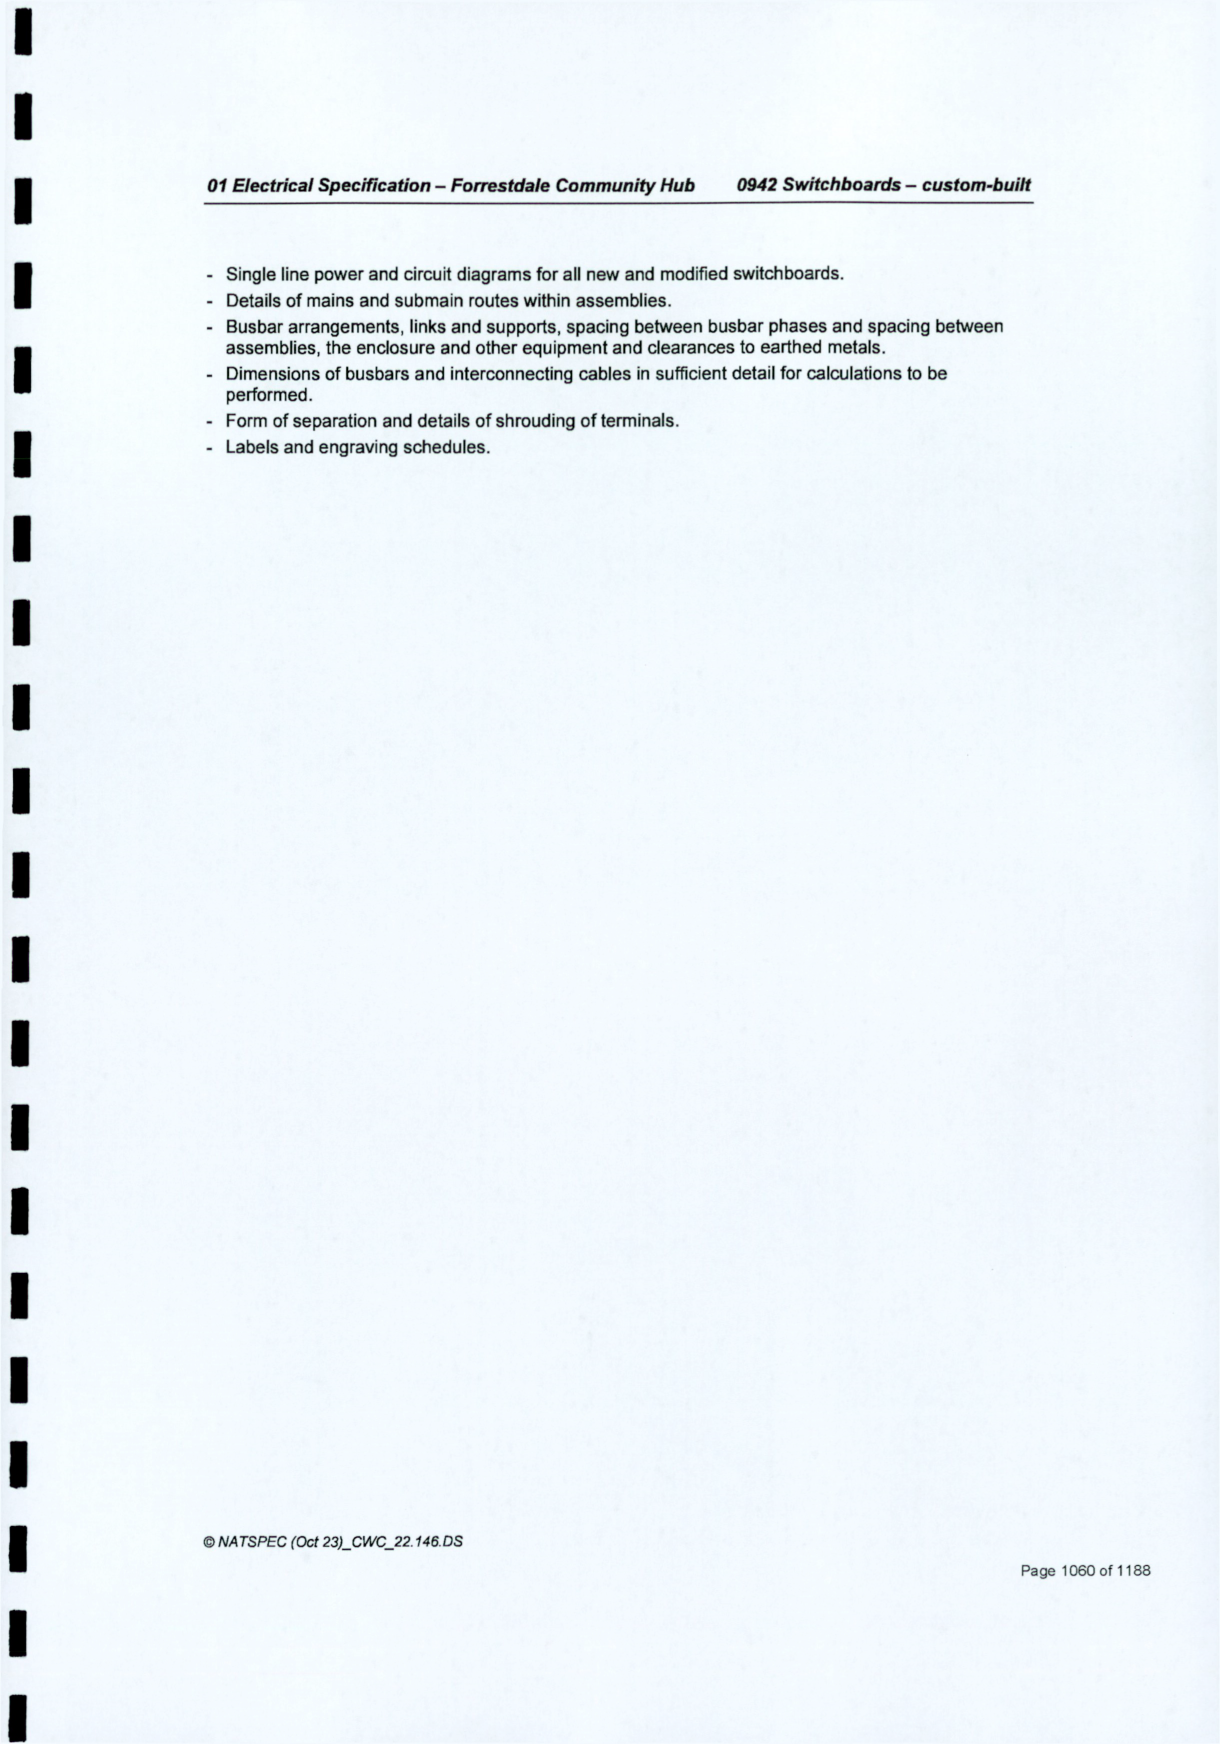 01 Electrical Specification – Forrestdale Community Hub 0942 Switchboards – custom-built
- Single line power and circuit diagrams for all new and modified switchboards.
- Details of mains and submain routes within assemblies.
- Busbar arrangements, links and supports, spacing between busbar phases and spacing between
assemblies, the enclosure and other equipment and clearances to earthed metals.
- Dimensions of busbars and interconnecting cables in sufficient detail for calculations to be
performed.
- Form of separation and details of shrouding of terminals.
- Labels and engraving schedules.
© NATSPEC (Oct 23)_CWC_22.146.DS
Page 1060 of 1188